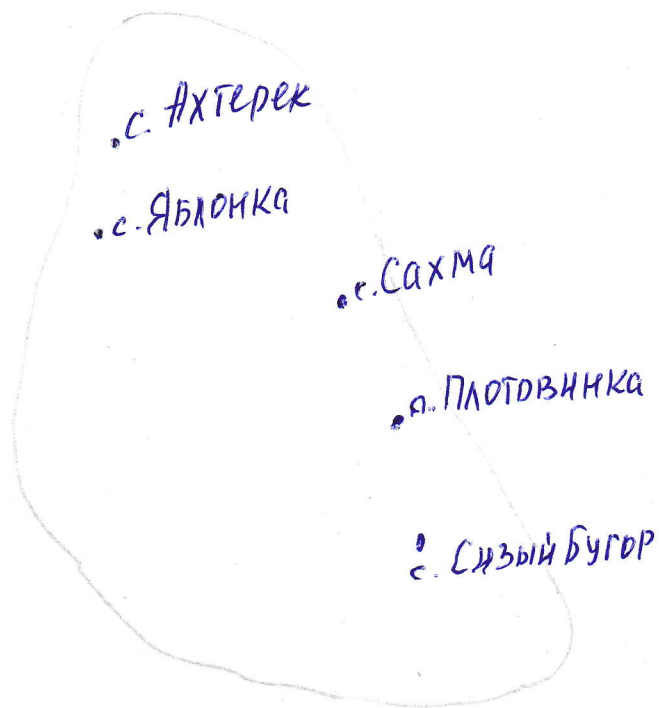 с. Ахтерек
с. Яблонка
с. Сахма
п. Плотовинка
с. Сизый Бугор